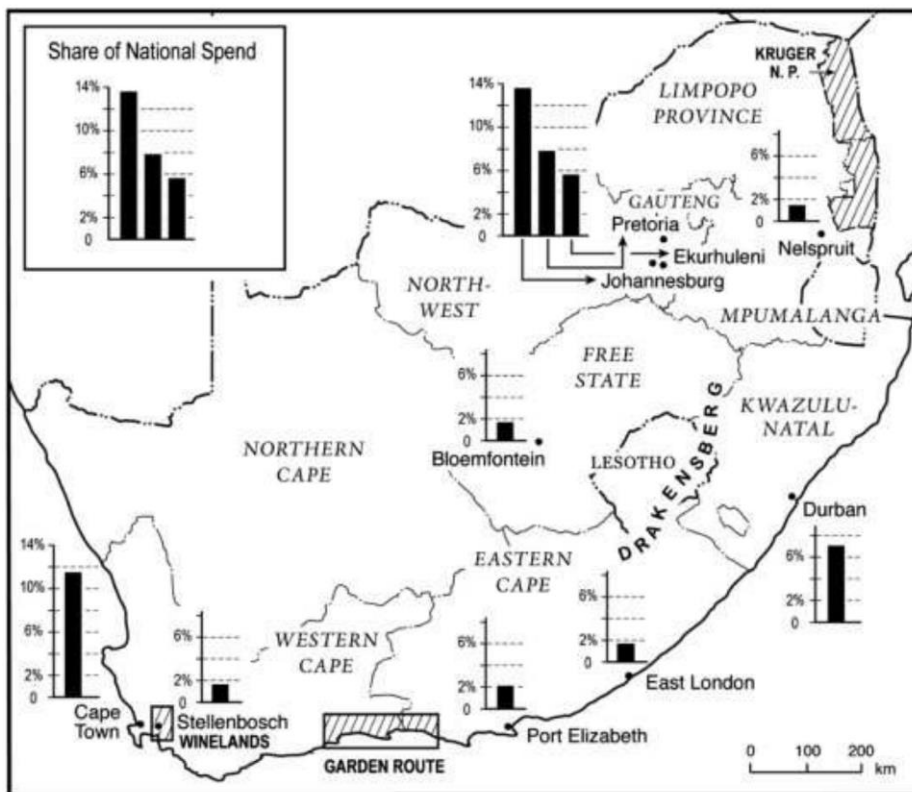 Share of National Spend
14%
10%
6%
2%
0
14%
10%
6%
2%
0
KRUGER
N. P.
LIMPOPO
PROVINCE
6%
2%
0
GAUTENG
Pretoria
Ekurhuleni
Johannesburg
Nelspruit
NORTH-
WEST
MPUMALANGA
FREE
STATE
6%
2%
0
Bloemfontein
KWAZULU-
NATAL
NORTHERN
CAPE
LESOTHO
DRAKENSBERG
Durban
6%
2%
0
EASTERN
CAPE
14%
10%
6%
2%
0
6%
2%
0
WESTERN
CAPE
6%
2%
0
6%
2%
0
East London
Cape
Town
Stellenbosch
WINELANDS
Port Elizabeth
GARDEN ROUTE
0 100 200
km